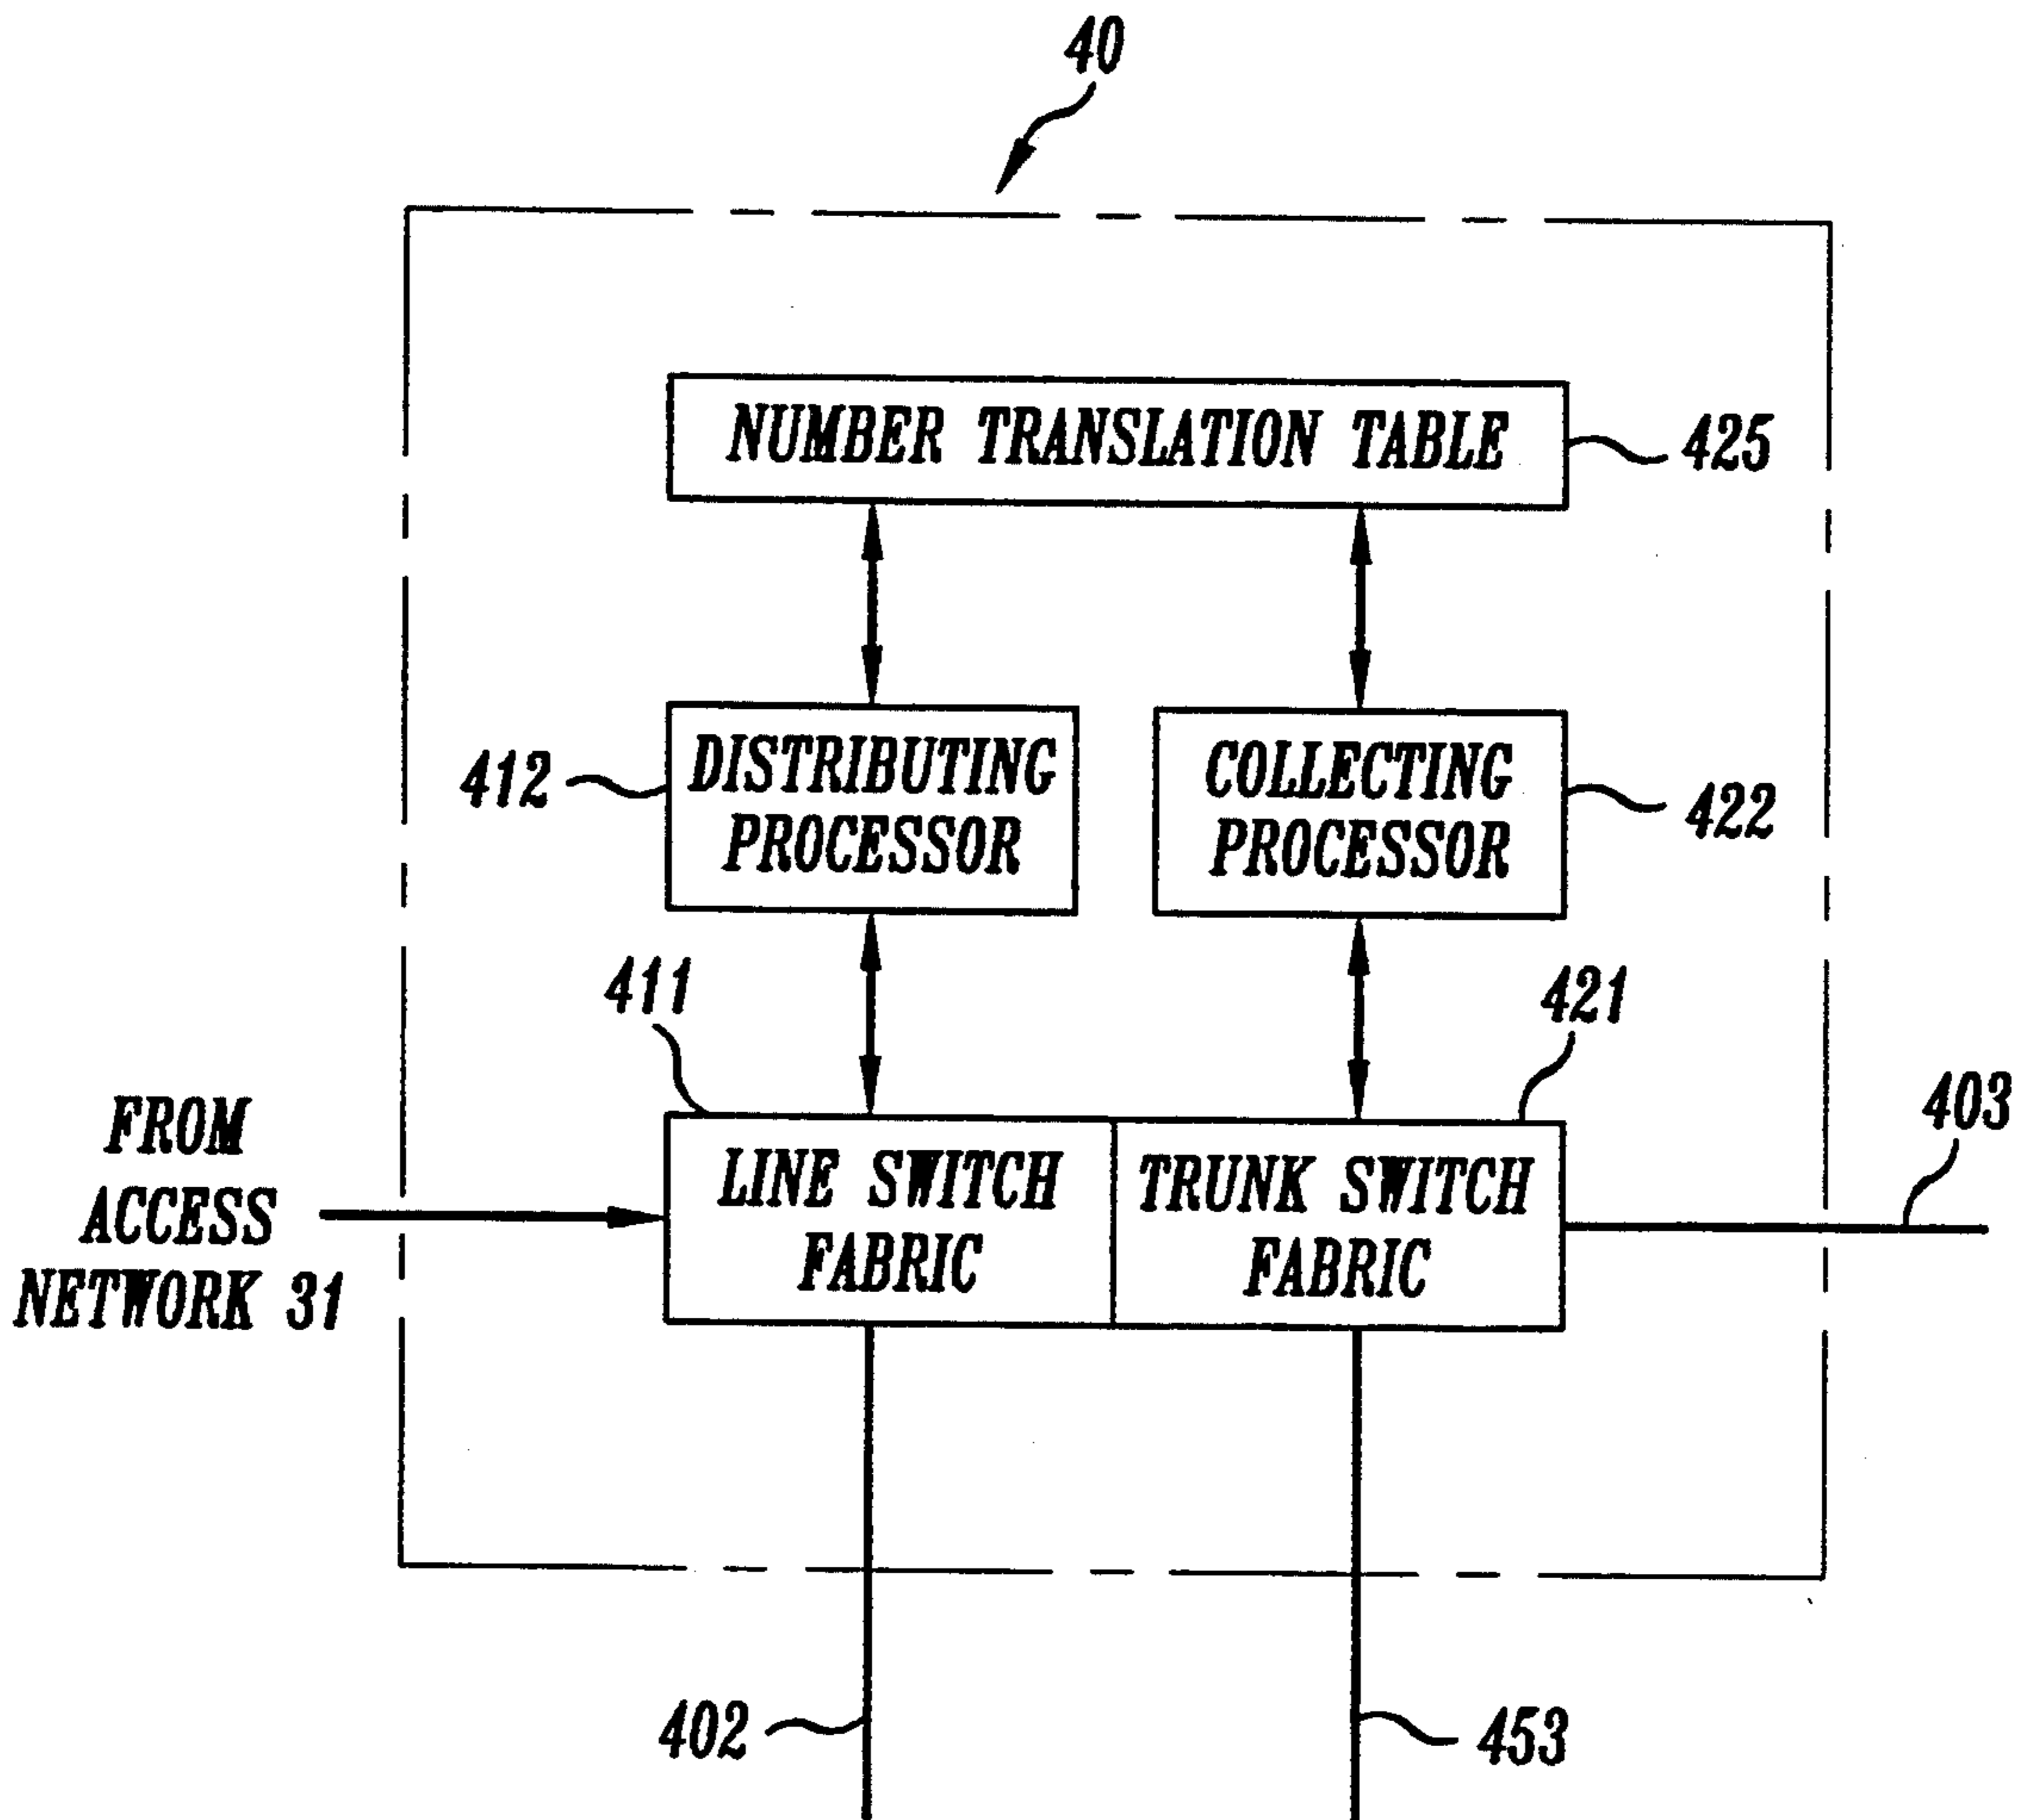 40
NUMBER TRANSLATION TABLE
425
412
DISTRIBUTING
PROCESSOR
COLLECTING
PROCESSOR
422
411
421
403
FROM
ACCESS
NETWORK 31
LINE SWITCH
FABRIC
TRUNK SWITCH
FABRIC
402
453